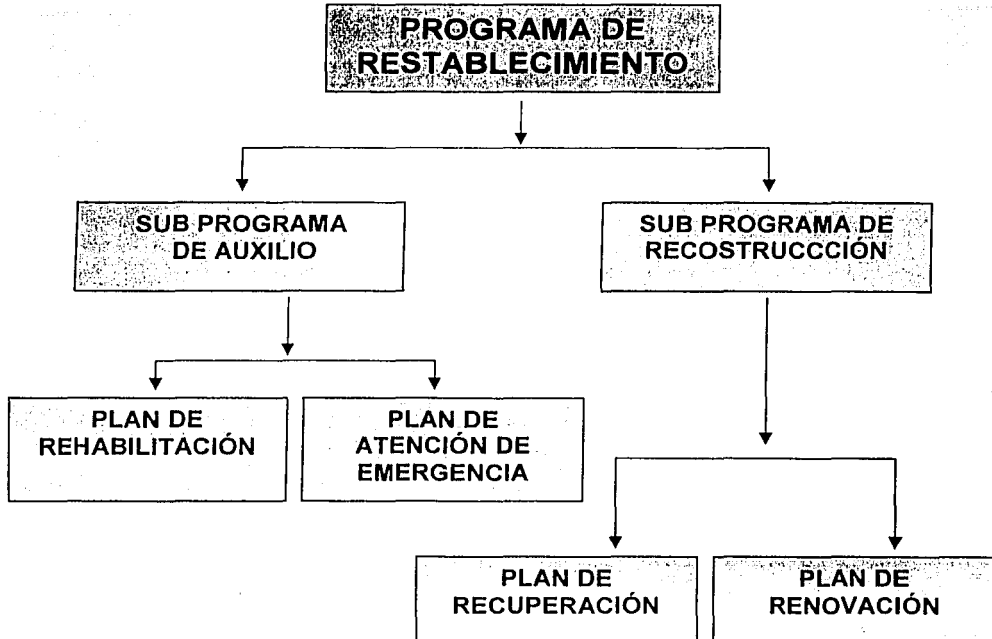 PROGRAMA DE
RESTABLECIMIENTO
SUB PROGRAMA
DE AUXILIO
SUB PROGRAMA DE
RECOSTRUCCCIÓN
PLAN DE
REHABILITACIÓN
PLAN DE
ATENCIÓN DE
EMERGENCIA
PLAN DE
RECUPERACIÓN
PLAN DE
RENOVACIÓN